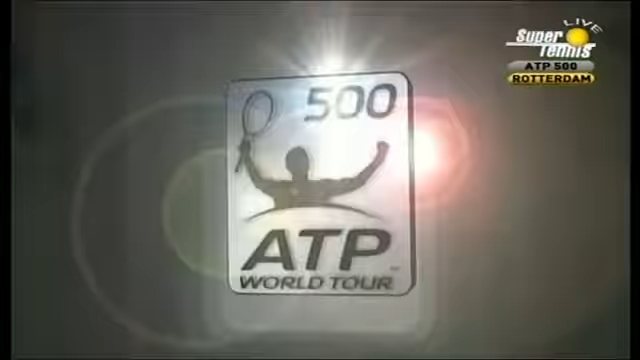 LIVE
Super
Tennis
ATP 500
ROTTERDAM
500
ATP
WORLD TOUR